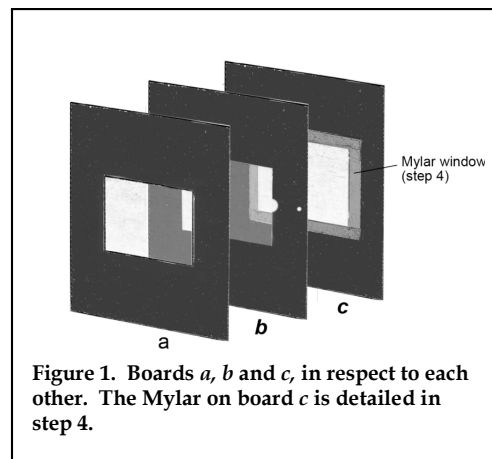 Mylar window
(step 4)
a
b
c
Figure 1. Boards a, b and c, in respect to each
other. The Mylar on board c is detailed in
step 4.